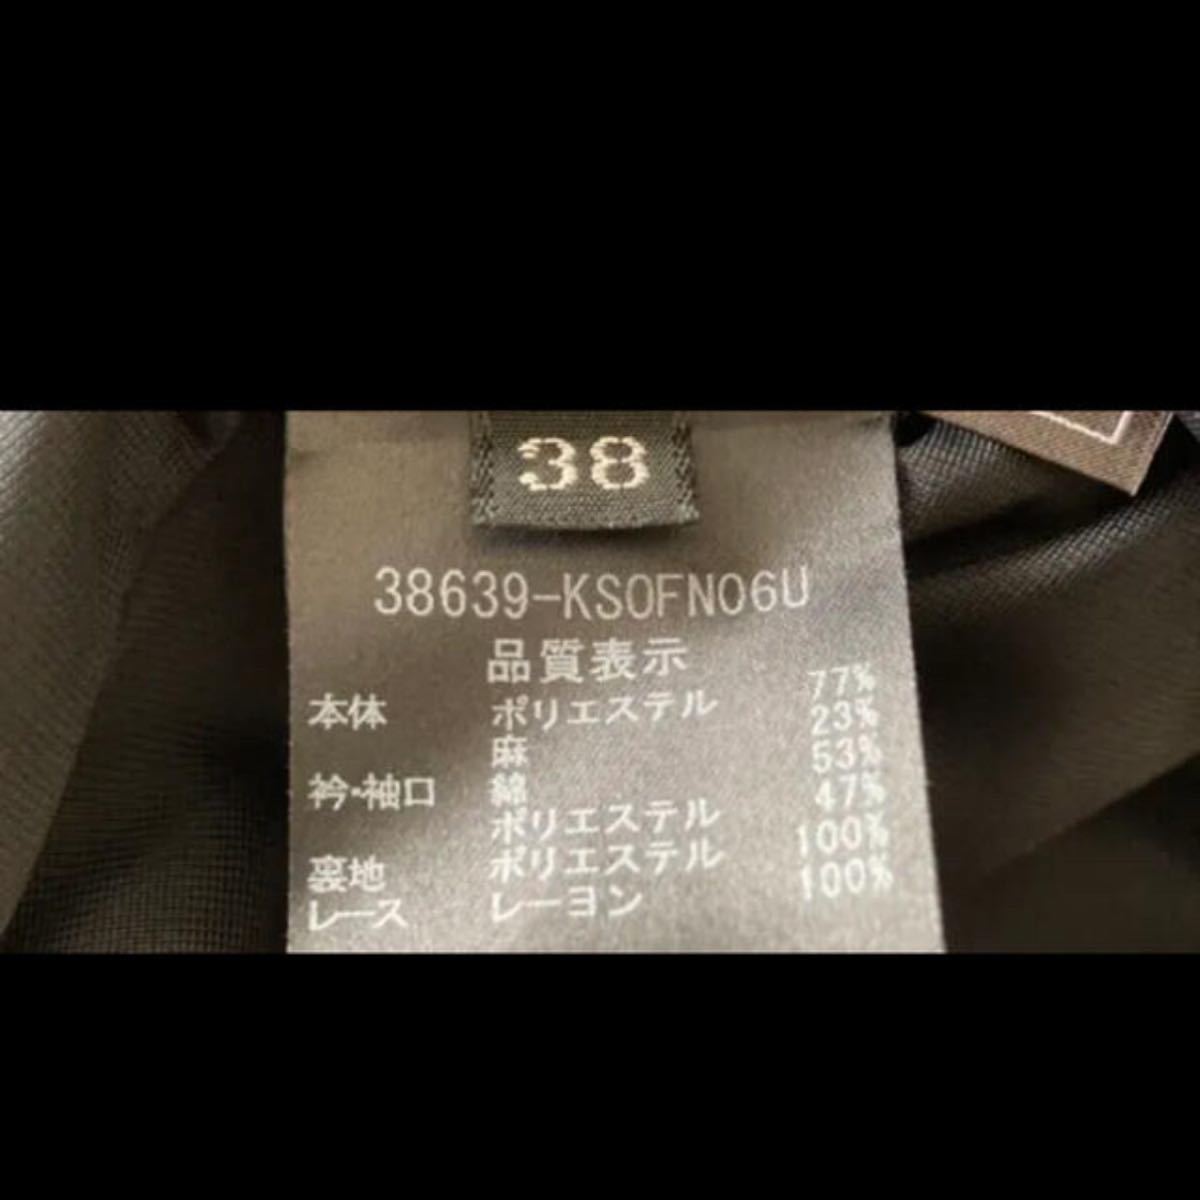 38
38639-KS0FN06U
品質表示
本体 ポリエステル 77%
麻 23%
衿・袖口 綿 53%
ポリエステル 47%
裏地 ポリエステル 100%
レース レーヨン 100%